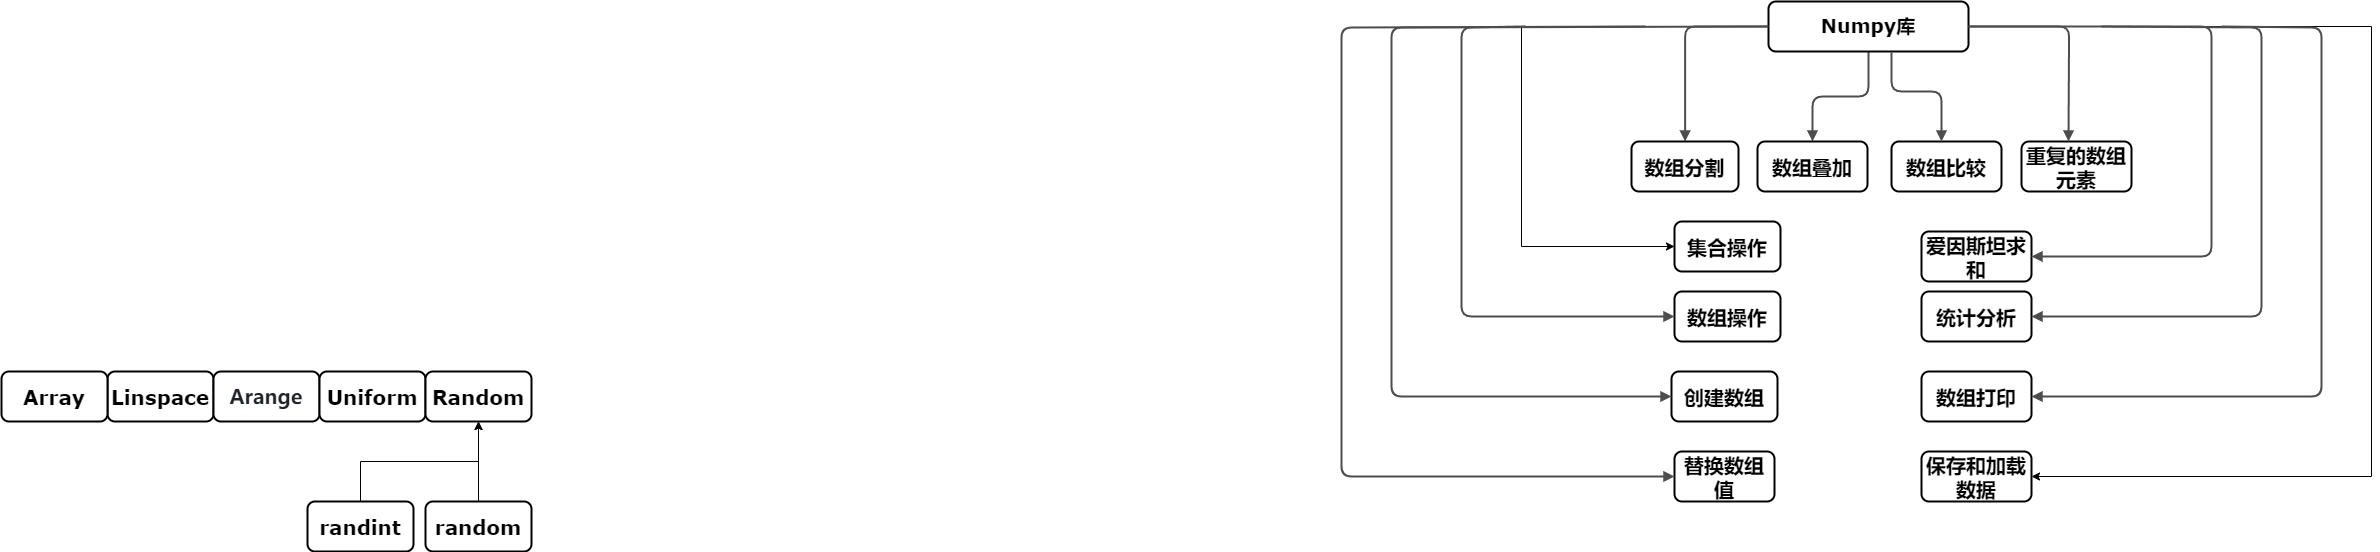 Numpy库
数组分割
数组叠加
数组比较
重复的数组
元素
集合操作
爱因斯坦求
和
数组操作
统计分析
Array
Linspace
Arange
Uniform
Random
创建数组
数组打印
替换数组
值
保存和加载
数据
randint
random